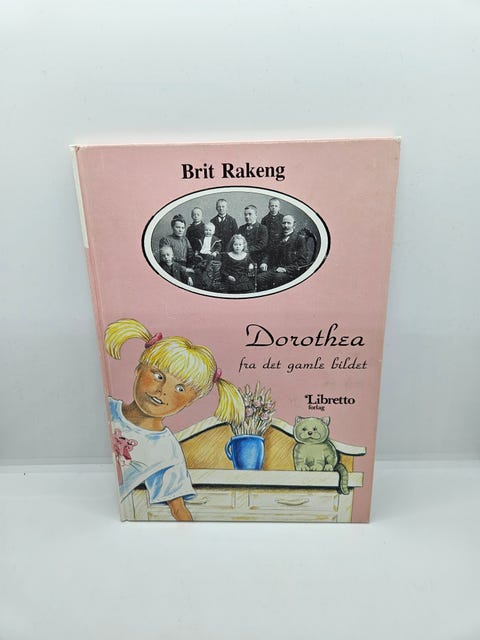 Brit Rakeng
Dorothea
fra det gamle bildet
Libretto
forlag